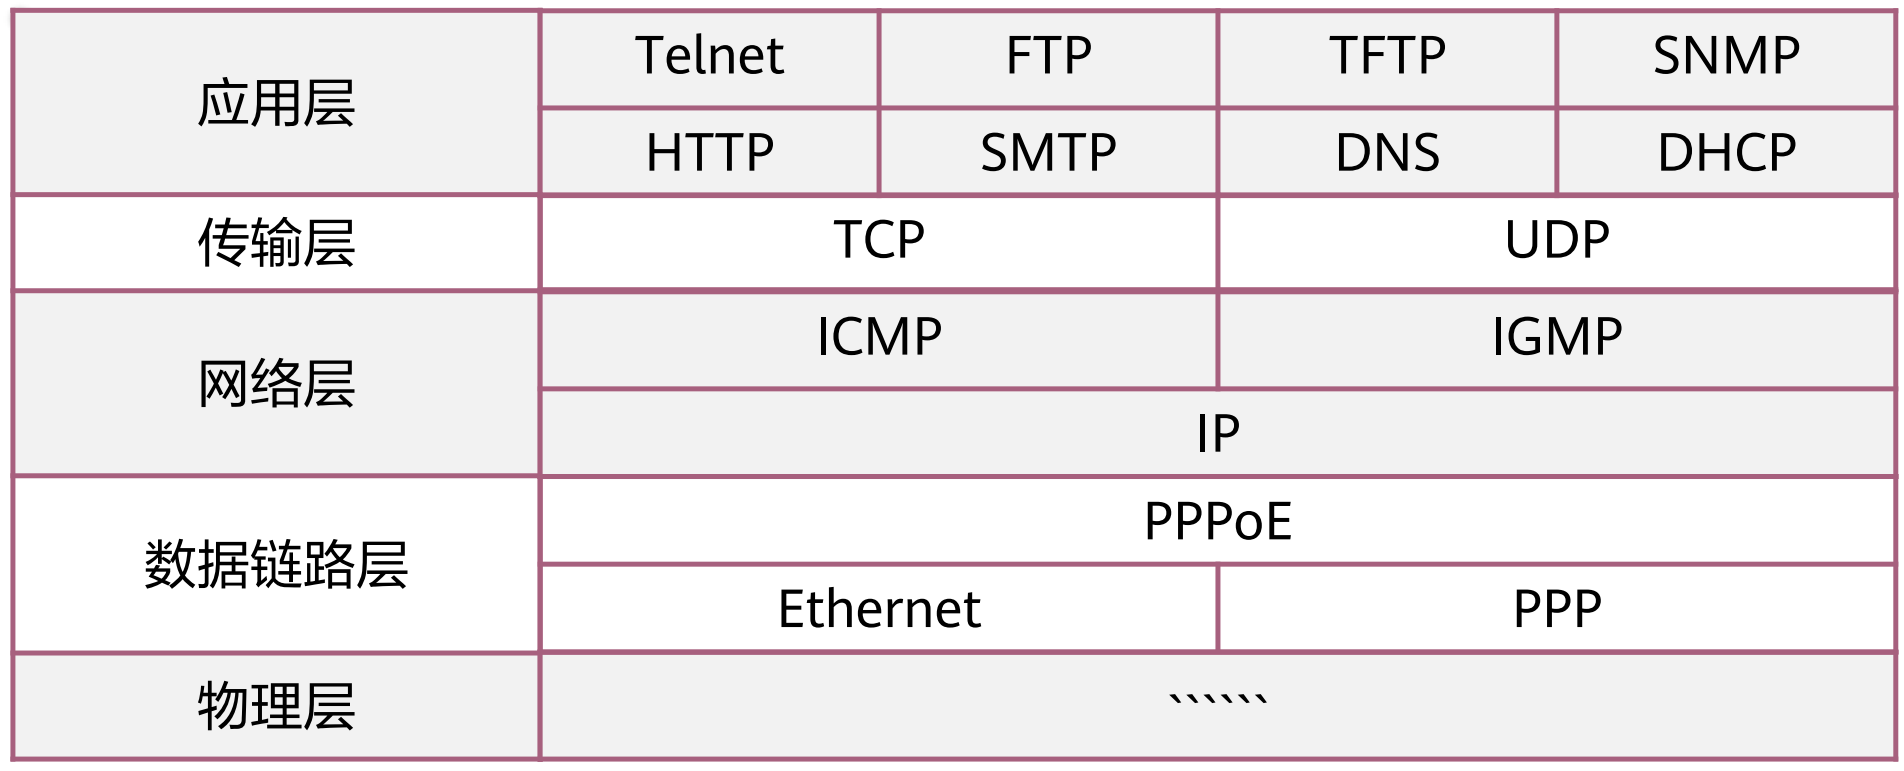 应用层
Telnet FTP TFTP SNMP
HTTP SMTP DNS DHCP
传输层
TCP UDP
网络层
ICMP IGMP
IP
数据链路层
PPPoE
Ethernet PPP
物理层
``````